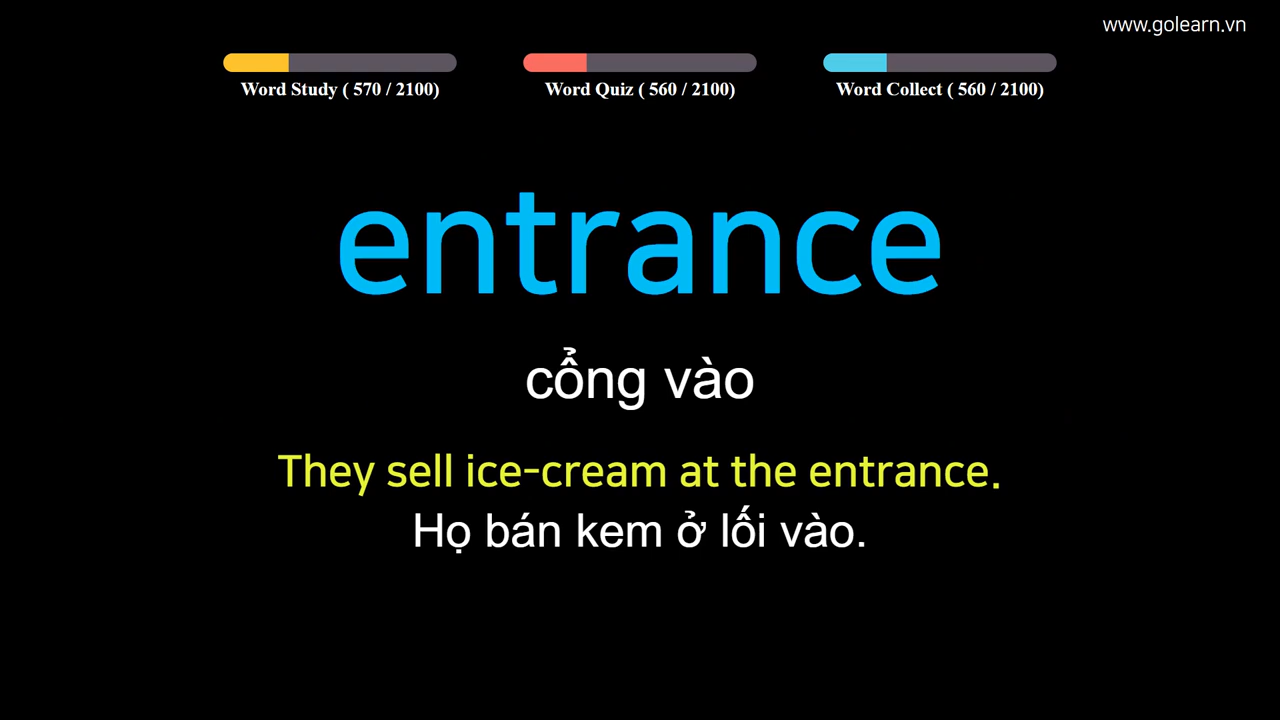 www.golearn.vn
Word Study ( 570 / 2100)
Word Quiz ( 560 / 2100)
Word Collect ( 560 / 2100)
entrance
cổng vào
They sell ice-cream at the entrance.
Họ bán kem ở lối vào.